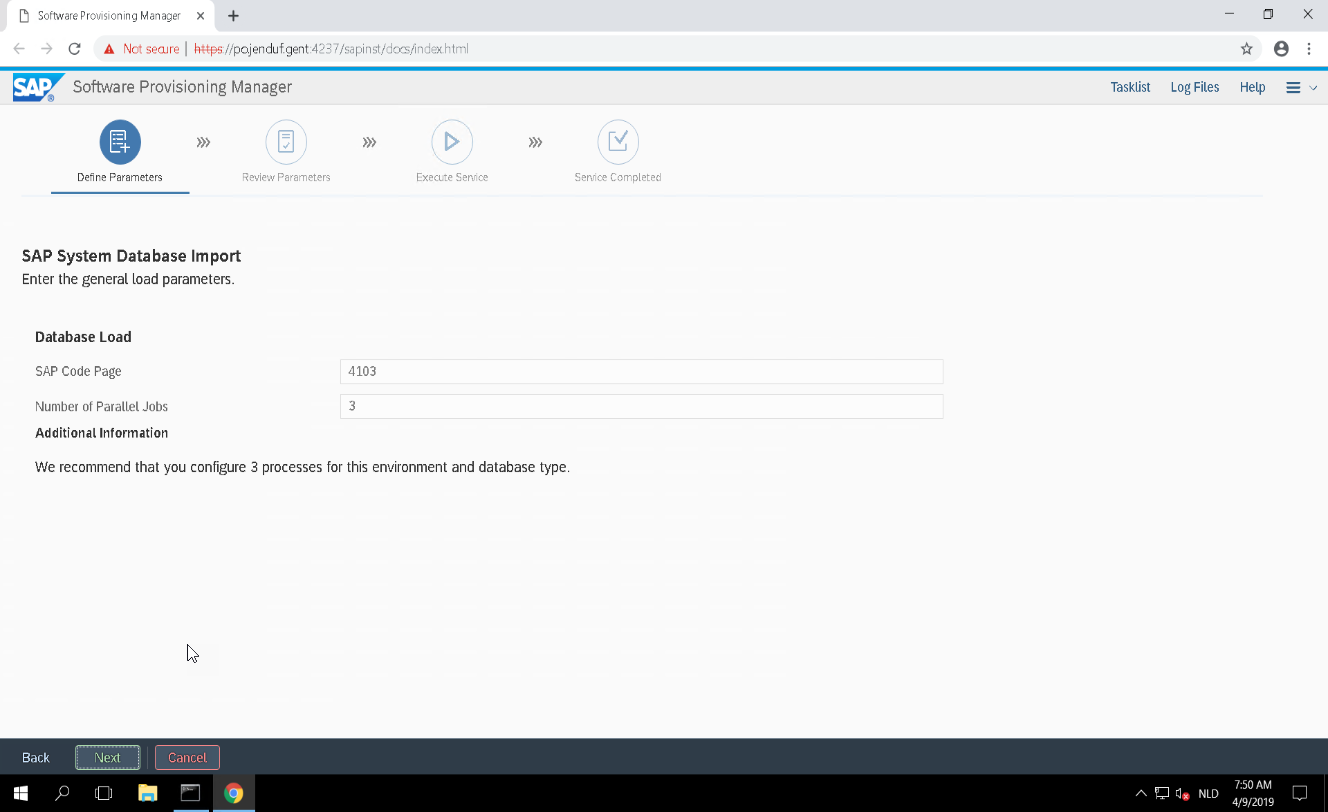 Software Provisioning Manager
Not secure https://pojenduf.gent:4237/sapinst/docs/index.html
SAP Software Provisioning Manager Tasklist Log Files Help
Define Parameters Review Parameters Execute Service Service Completed
SAP System Database Import
Enter the general load parameters.
Database Load
SAP Code Page 4103
Number of Parallel Jobs 3
Additional Information
We recommend that you configure 3 processes for this environment and database type.
Back Next Cancel
NLD 7:50 AM
4/9/2019